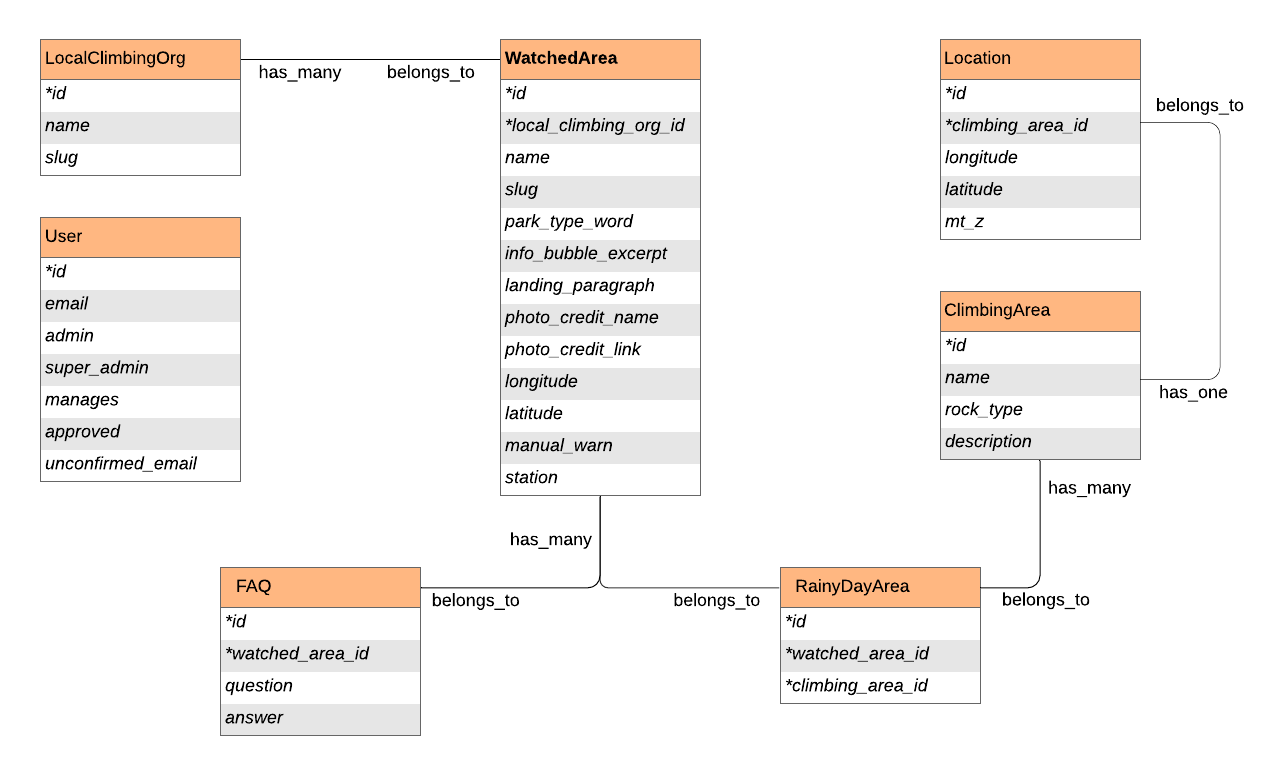 LocalClimbingOrg
*id
name
slug
has_many
belongs_to
WatchedArea
*id
*local_climbing_org_id
name
slug
park_type_word
info_bubble_excerpt
landing_paragraph
photo_credit_name
photo_credit_link
longitude
latitude
manual_warn
station
Location
*id
*climbing_area_id
longitude
latitude
mt_z
belongs_to
User
*id
email
admin
super_admin
manages
approved
unconfirmed_email
ClimbingArea
*id
name
rock_type
description
has_one
has_many
has_many
FAQ
*id
*watched_area_id
question
answer
belongs_to
belongs_to
RainyDayArea
*id
*watched_area_id
*climbing_area_id
belongs_to